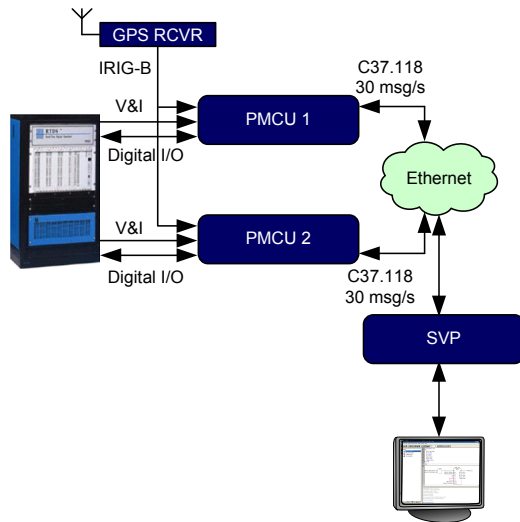 GPS RCVR
IRIG-B
C37.118
30 msg/s
V&I
PMCU 1
RTDS
Digital I/O
Ethernet
V&I
PMCU 2
Digital I/O
C37.118
30 msg/s
SVP